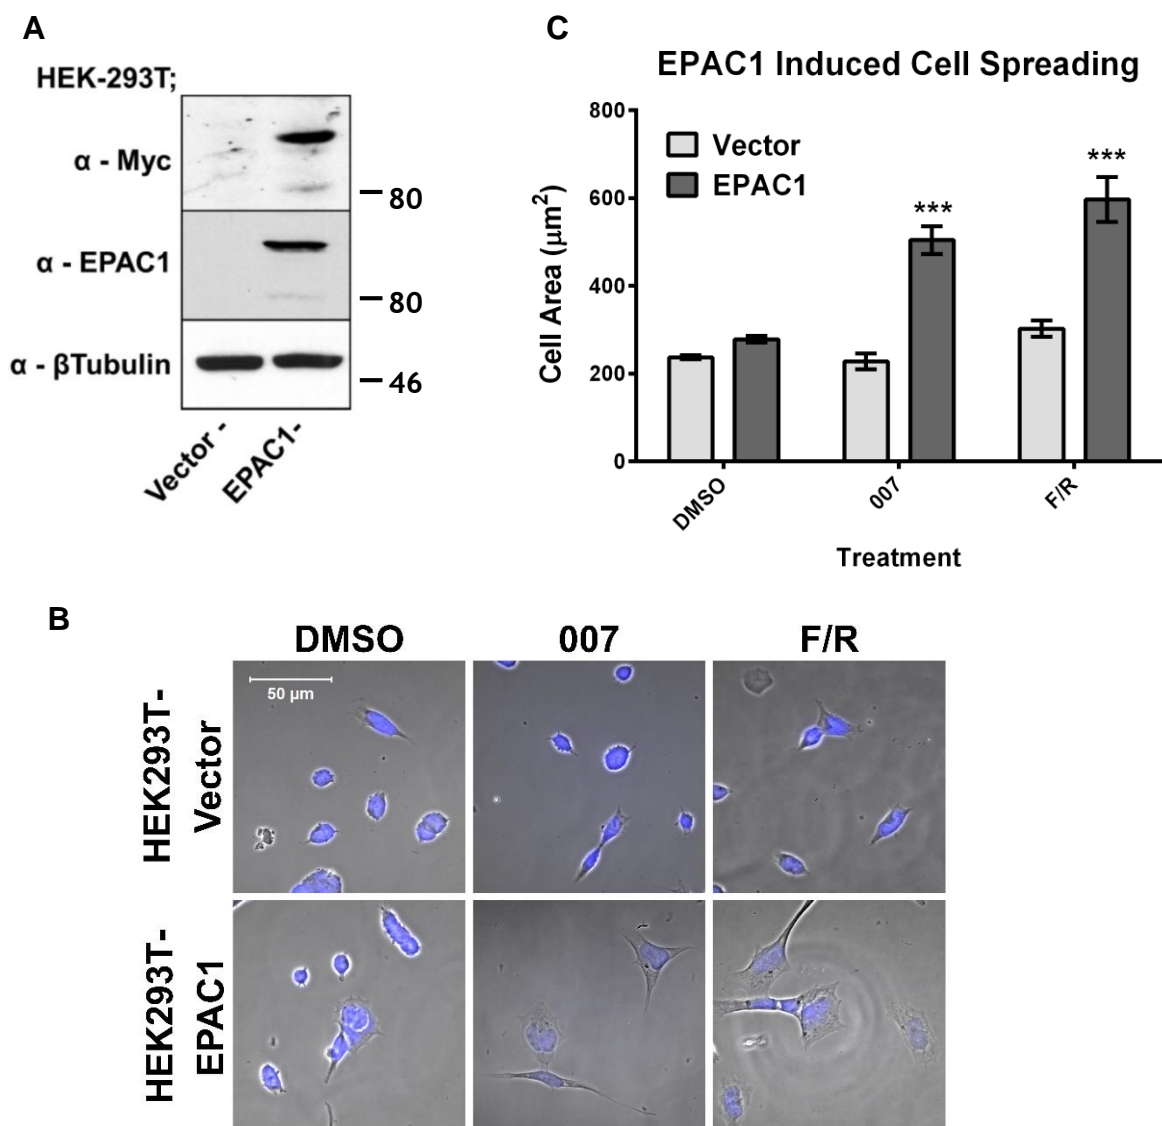 A
HEK-293T;
α - Myc
80
α - EPAC1
80
α - βTubulin
46
Vector -
EPAC1-
C
EPAC1 Induced Cell Spreading
800
600
400
200
0
Cell Area (μm²)
Vector
EPAC1
***
***
DMSO
007
F/R
Treatment
B
DMSO
007
F/R
HEK293T-
Vector
50 μm
HEK293T-
EPAC1